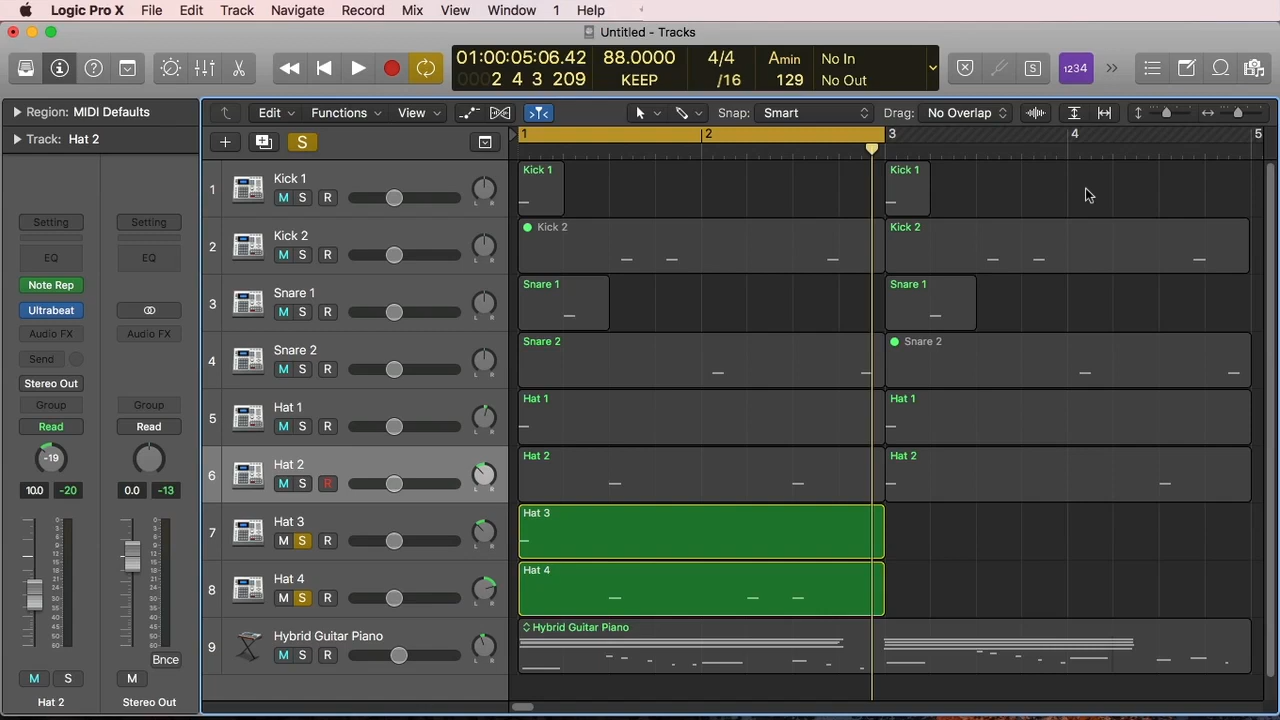 Logic Pro X File Edit Track Navigate Record Mix View Window 1 Help
Untitled - Tracks
01:00:05:06.42 88.0000 4/4 Amin No In
2 4 3 209 KEEP /16 129 No Out
1234
S
Region: MIDI Defaults
Edit Functions View Snap: Smart Drag: No Overlap
Track: Hat 2
S
1 2 3 4 5
1 Kick 1 M S R L R Kick 1 Kick 1
2 Kick 2 M S R L R Kick 2 Kick 2
3 Snare 1 M S R L R Snare 1 Snare 1
4 Snare 2 M S R L R Snare 2 Snare 2
5 Hat 1 M S R L R Hat 1 Hat 1
6 Hat 2 M S R L R Hat 2 Hat 2
7 Hat 3 M S R L R Hat 3
8 Hat 4 M S R L R Hat 4
9 Hybrid Guitar Piano M S R L R Hybrid Guitar Piano
Setting Setting
EQ EQ
Note Rep
Ultrabeat
Audio FX Audio FX
Send
Stereo Out
Group Group
Read Read
-19
10.0 -20 0.0 -13
Bnce
M S M
Hat 2 Stereo Out